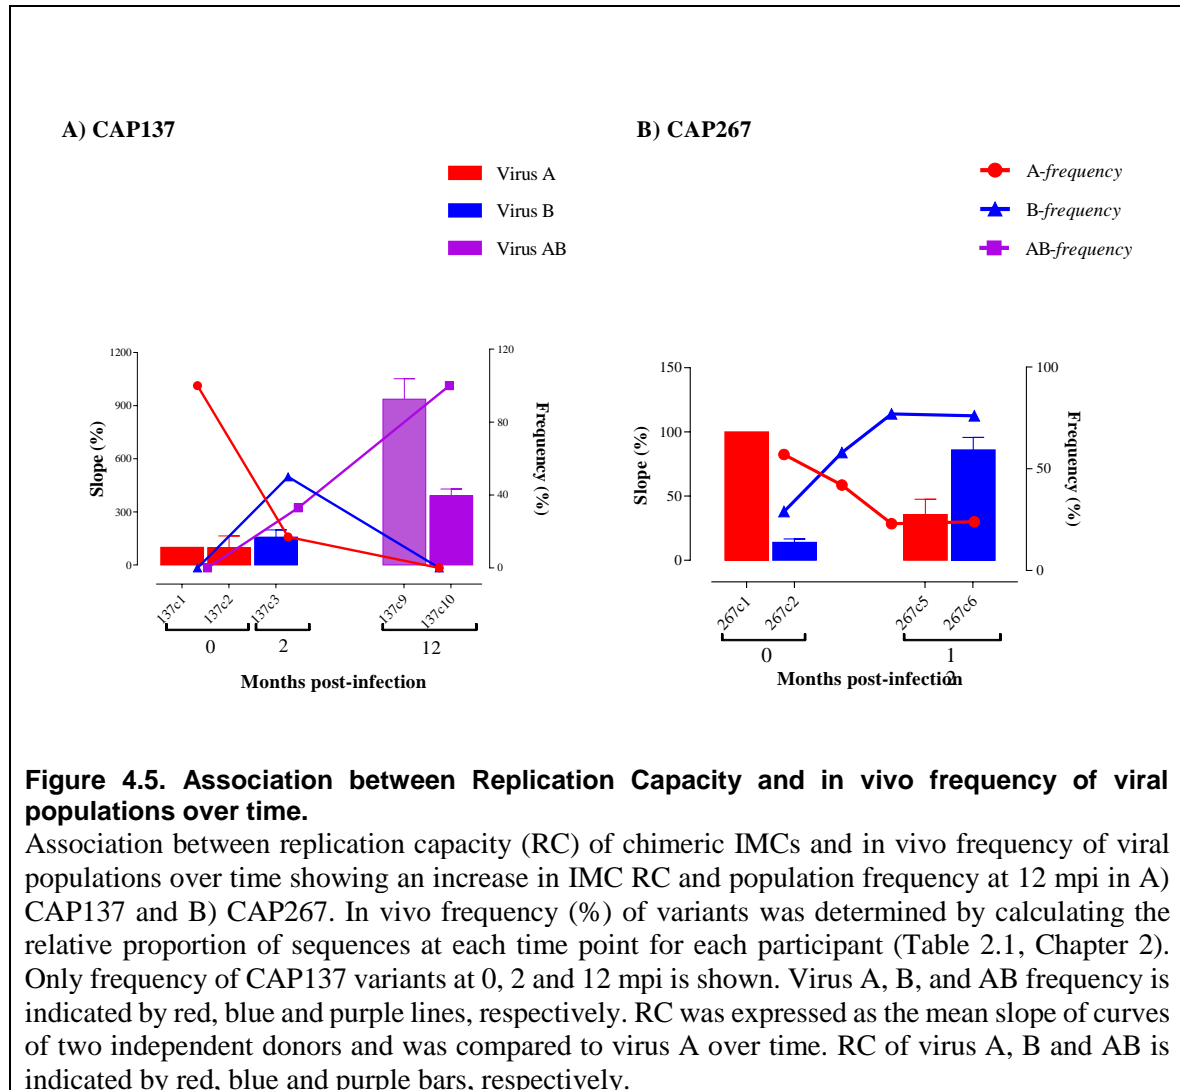 A) CAP137
B) CAP267
Virus A
Virus B
Virus AB
A-frequency
B-frequency
AB-frequency
1200
900
600
300
0
Slope (%)
120
80
40
0
Frequency (%)
137c1
137c2
137c3
137c9
137c10
0
2
12
Months post-infection
150
100
50
0
Slope (%)
100
50
0
Frequency (%)
267c1
267c2
267c5
267c6
0
1
2
Months post-infection
Figure 4.5. Association between Replication Capacity and in vivo frequency of viral
populations over time.
Association between replication capacity (RC) of chimeric IMCs and in vivo frequency of viral
populations over time showing an increase in IMC RC and population frequency at 12 mpi in A)
CAP137 and B) CAP267. In vivo frequency (%) of variants was determined by calculating the
relative proportion of sequences at each time point for each participant (Table 2.1, Chapter 2).
Only frequency of CAP137 variants at 0, 2 and 12 mpi is shown. Virus A, B, and AB frequency is
indicated by red, blue and purple lines, respectively. RC was expressed as the mean slope of curves
of two independent donors and was compared to virus A over time. RC of virus A, B and AB is
indicated by red, blue and purple bars, respectively.